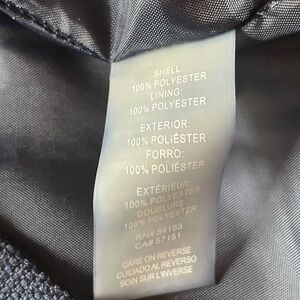 SHELL:
100% POLYESTER
LINING:
100% POLYESTER
EXTERIOR:
100% POLIÉSTER
FORRO:
100% POLIÉSTER
EXTÉRIEUR:
100% POLYESTER
DOUBLURE
100% POLYESTER
RN# 54163
CA# 57151
CARE ON REVERSE
CUIDADO AL REVERSO
SOIN SUR L'INVERSE